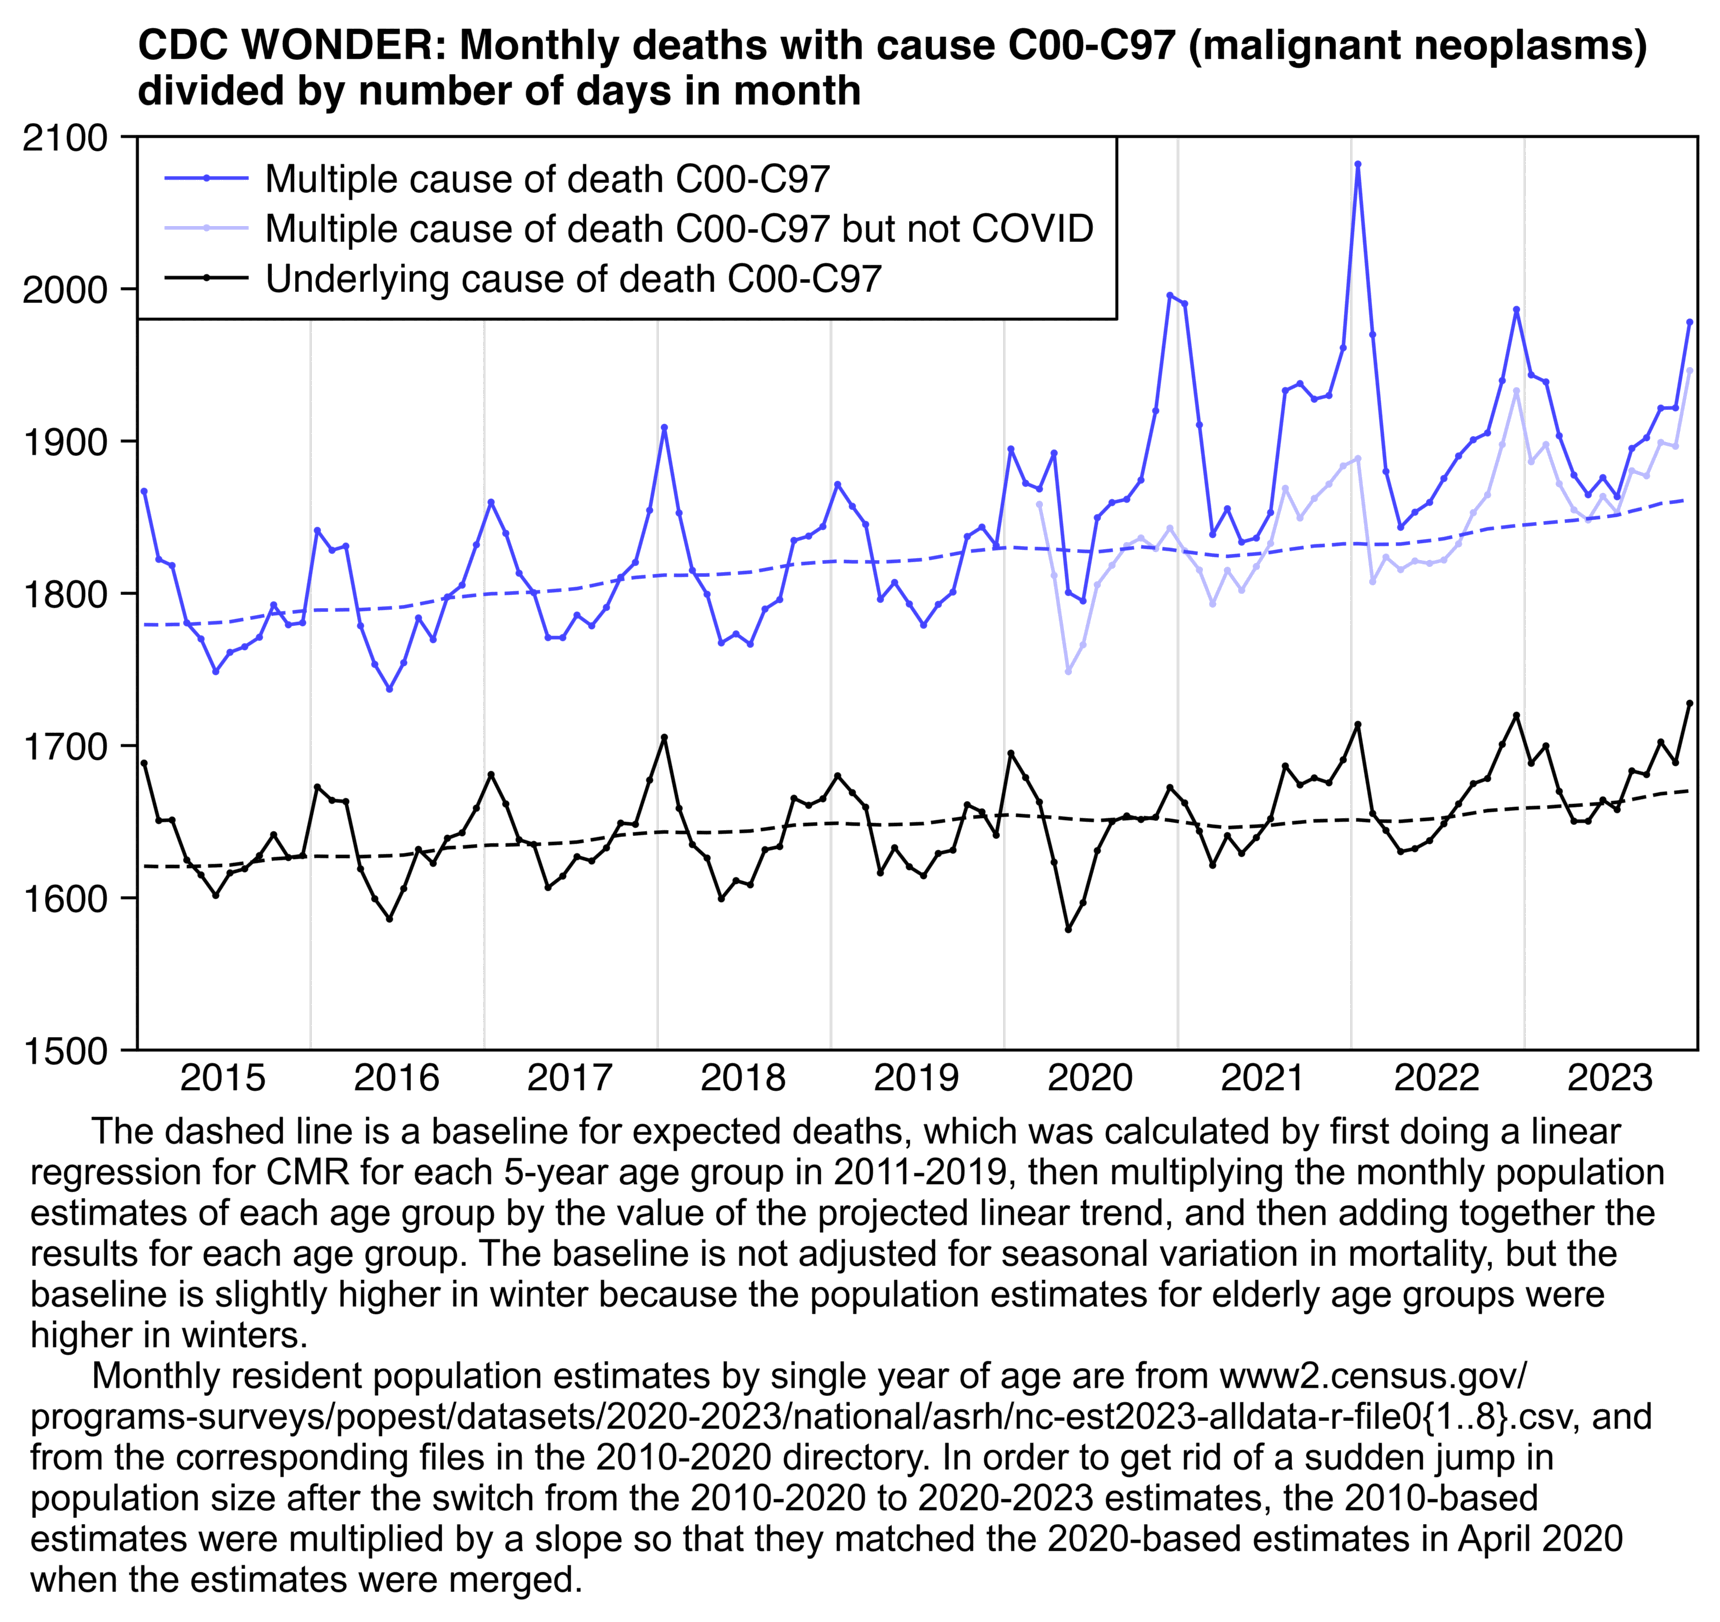 CDC WONDER: Monthly deaths with cause C00-C97 (malignant neoplasms)
divided by number of days in month
2100
Multiple cause of death C00-C97
Multiple cause of death C00-C97 but not COVID
2000
Underlying cause of death C00-C97
1900
1800
1700
1600
1500
2015 2016 2017 2018 2019 2020 2021 2022 2023
The dashed line is a baseline for expected deaths, which was calculated by first doing a linear
regression for CMR for each 5-year age group in 2011-2019, then multiplying the monthly population
estimates of each age group by the value of the projected linear trend, and then adding together the
results for each age group. The baseline is not adjusted for seasonal variation in mortality, but the
baseline is slightly higher in winter because the population estimates for elderly age groups were
higher in winters.
Monthly resident population estimates by single year of age are from www2.census.gov/
programs-surveys/popest/datasets/2020-2023/national/asrh/nc-est2023-alldata-r-file0{1..8}.csv, and
from the corresponding files in the 2010-2020 directory. In order to get rid of a sudden jump in
population size after the switch from the 2010-2020 to 2020-2023 estimates, the 2010-based
estimates were multiplied by a slope so that they matched the 2020-based estimates in April 2020
when the estimates were merged.